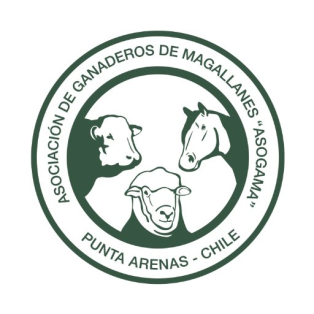 ASOCIACIÓN DE GANADEROS DE MAGALLANES "ASOGAMA"
PUNTA ARENAS - CHILE